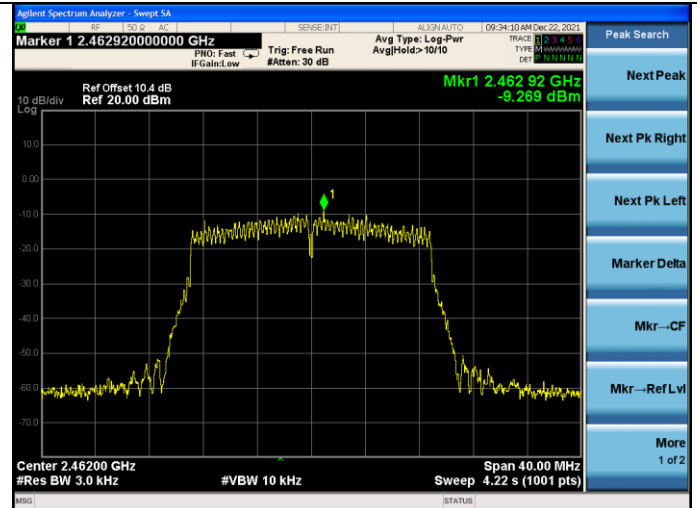 Agilent Spectrum Analyzer - Swept SA
RF 50 Ω AC SENSE:INT ALIGN AUTO 09:34:10 AM Dec 22, 2021
Marker 1 2.462920000000 GHz
PNO: Fast
IFGain:Low
Trig: Free Run
#Atten: 30 dB
Avg Type: Log-Pwr
Avg|Hold:> 10/10
TRACE 1 2 3 4 5 6
TYPE M
DET P N N N N N
Peak Search
Mkr1 2.462 92 GHz
-9.269 dBm
Ref Offset 10.4 dB
10 dB/div Ref 20.00 dBm
Log
10.0
0.00
-10.0
-20.0
-30.0
-40.0
-50.0
-60.0
-70.0
1
Next Peak
Next Pk Right
Next Pk Left
Marker Delta
Mkr→CF
Mkr→Ref Lvl
More
1 of 2
Center 2.46200 GHz Span 40.00 MHz
#Res BW 3.0 kHz #VBW 10 kHz Sweep 4.22 s (1001 pts)
MSG STATUS